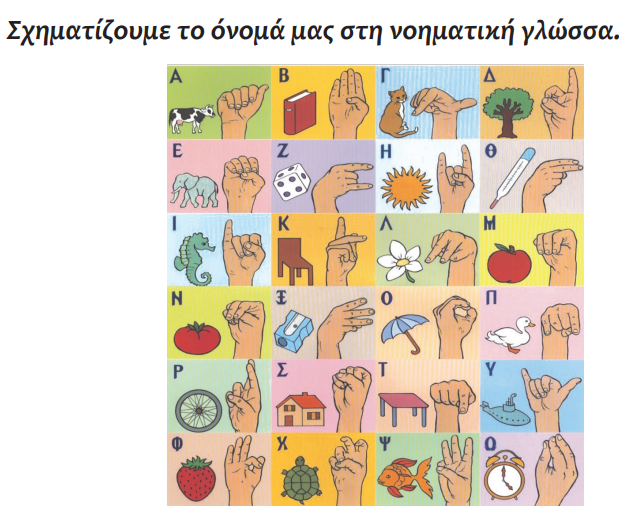 Σχηματίζουμε το όνομά μας στη νοηματική γλώσσα.
Α Β Γ Δ
Ε Ζ Η Θ
Ι Κ Λ Μ
Ν Ξ Ο Π
Ρ Σ Τ Υ
Φ Χ Ψ Ω